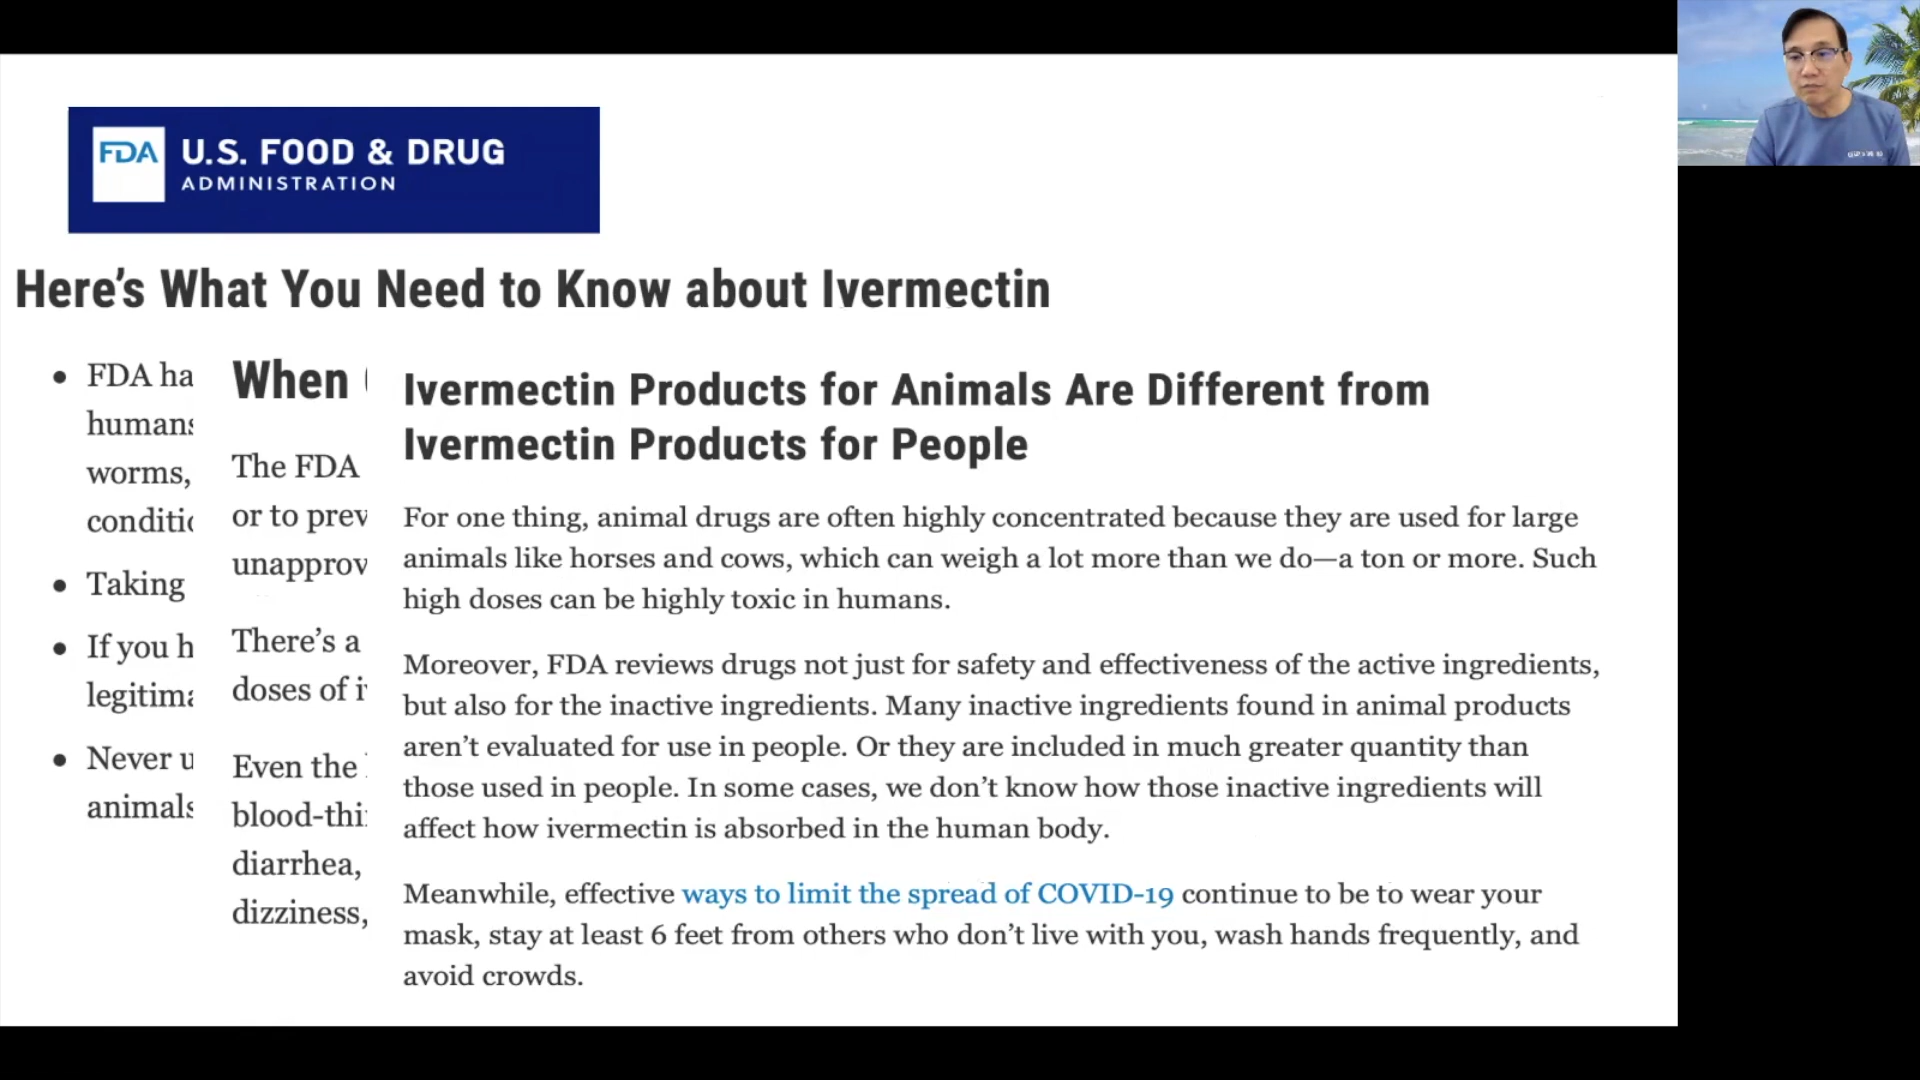 FDA U.S. FOOD & DRUG
ADMINISTRATION
Here’s What You Need to Know about Ivermectin
• FDA ha
humans
worms,
conditio
• Taking
• If you h
legitima
• Never u
animals
When
The FDA
or to prev
unapprov
There’s a
doses of i
Even the
blood-thi
diarrhea,
dizziness,
Ivermectin Products for Animals Are Different from
Ivermectin Products for People
For one thing, animal drugs are often highly concentrated because they are used for large
animals like horses and cows, which can weigh a lot more than we do—a ton or more. Such
high doses can be highly toxic in humans.
Moreover, FDA reviews drugs not just for safety and effectiveness of the active ingredients,
but also for the inactive ingredients. Many inactive ingredients found in animal products
aren’t evaluated for use in people. Or they are included in much greater quantity than
those used in people. In some cases, we don’t know how those inactive ingredients will
affect how ivermectin is absorbed in the human body.
Meanwhile, effective ways to limit the spread of COVID-19 continue to be to wear your
mask, stay at least 6 feet from others who don’t live with you, wash hands frequently, and
avoid crowds.